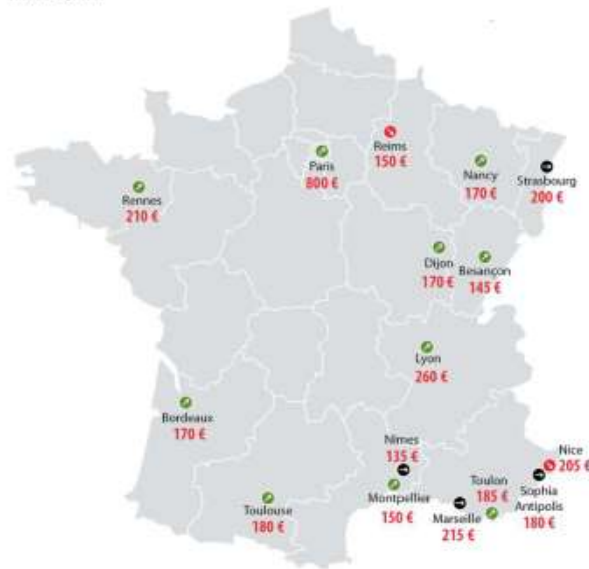 Reims
150 €
Paris
800 €
Nancy
170 €
Strasbourg
200 €
Rennes
210 €
Dijon
170 €
Besançon
145 €
Lyon
260 €
Bordeaux
170 €
Nîmes
135 €
Montpellier
150 €
Toulouse
180 €
Toulon
185 €
Marseille
215 €
Nice
205 €
Sophia
Antipolis
180 €